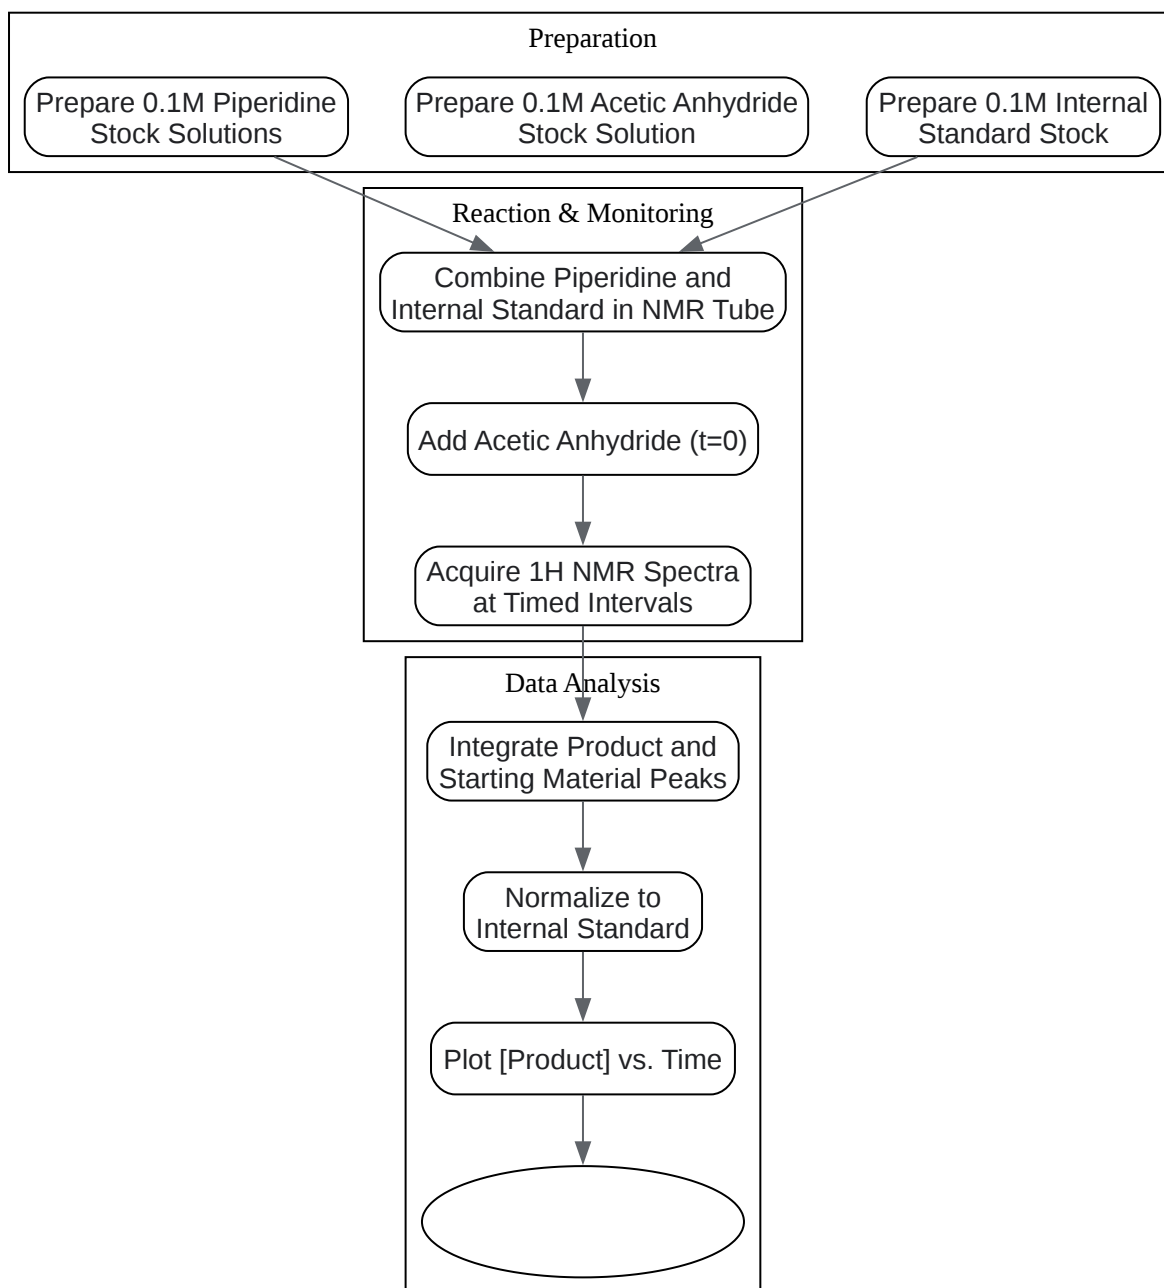 Preparation
Prepare 0.1M Piperidine
Stock Solutions
Prepare 0.1M Acetic Anhydride
Stock Solution
Prepare 0.1M Internal
Standard Stock
Reaction & Monitoring
Combine Piperidine and
Internal Standard in NMR Tube
Add Acetic Anhydride (t=0)
Acquire 1H NMR Spectra
at Timed Intervals
Data Analysis
Integrate Product and
Starting Material Peaks
Normalize to
Internal Standard
Plot [Product] vs. Time